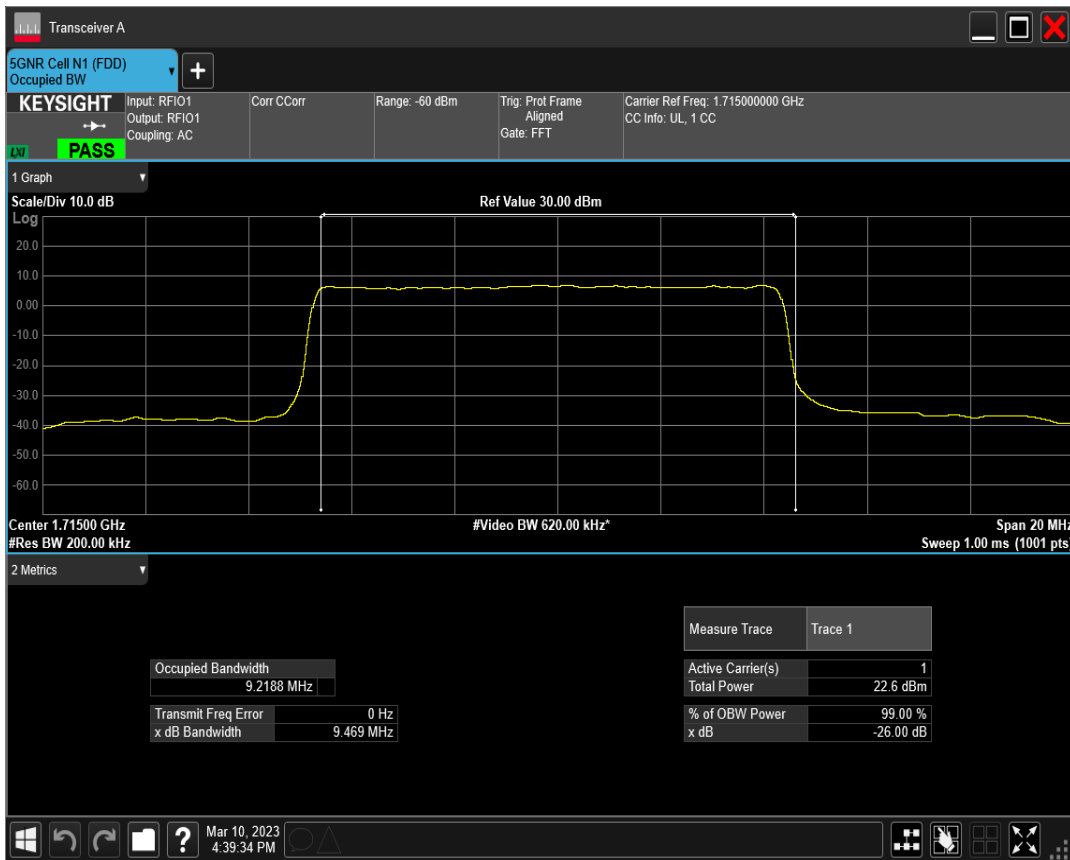 Transceiver A
5GNR Cell N1 (FDD)
Occupied BW
KEYSIGHT
LXI
PASS
Input: RFIO1
Output: RFIO1
Coupling: AC
Corr CCorr
Range: -60 dBm
Trig: Prot Frame
Aligned
Gate: FFT
Carrier Ref Freq: 1.715000000 GHz
CC Info: UL, 1 CC
1 Graph
Scale/Div 10.0 dB
Ref Value 30.00 dBm
Log
20.0
10.0
0.00
-10.0
-20.0
-30.0
-40.0
-50.0
-60.0
Center 1.71500 GHz
#Video BW 620.00 kHz*
Span 20 MHz
#Res BW 200.00 kHz
Sweep 1.00 ms (1001 pts)
2 Metrics
Measure Trace Trace 1
Occupied Bandwidth
9.2188 MHz
Active Carrier(s) 1
Total Power 22.6 dBm
Transmit Freq Error 0 Hz
x dB Bandwidth 9.469 MHz
% of OBW Power 99.00 %
x dB -26.00 dB
?
Mar 10, 2023
4:39:34 PM